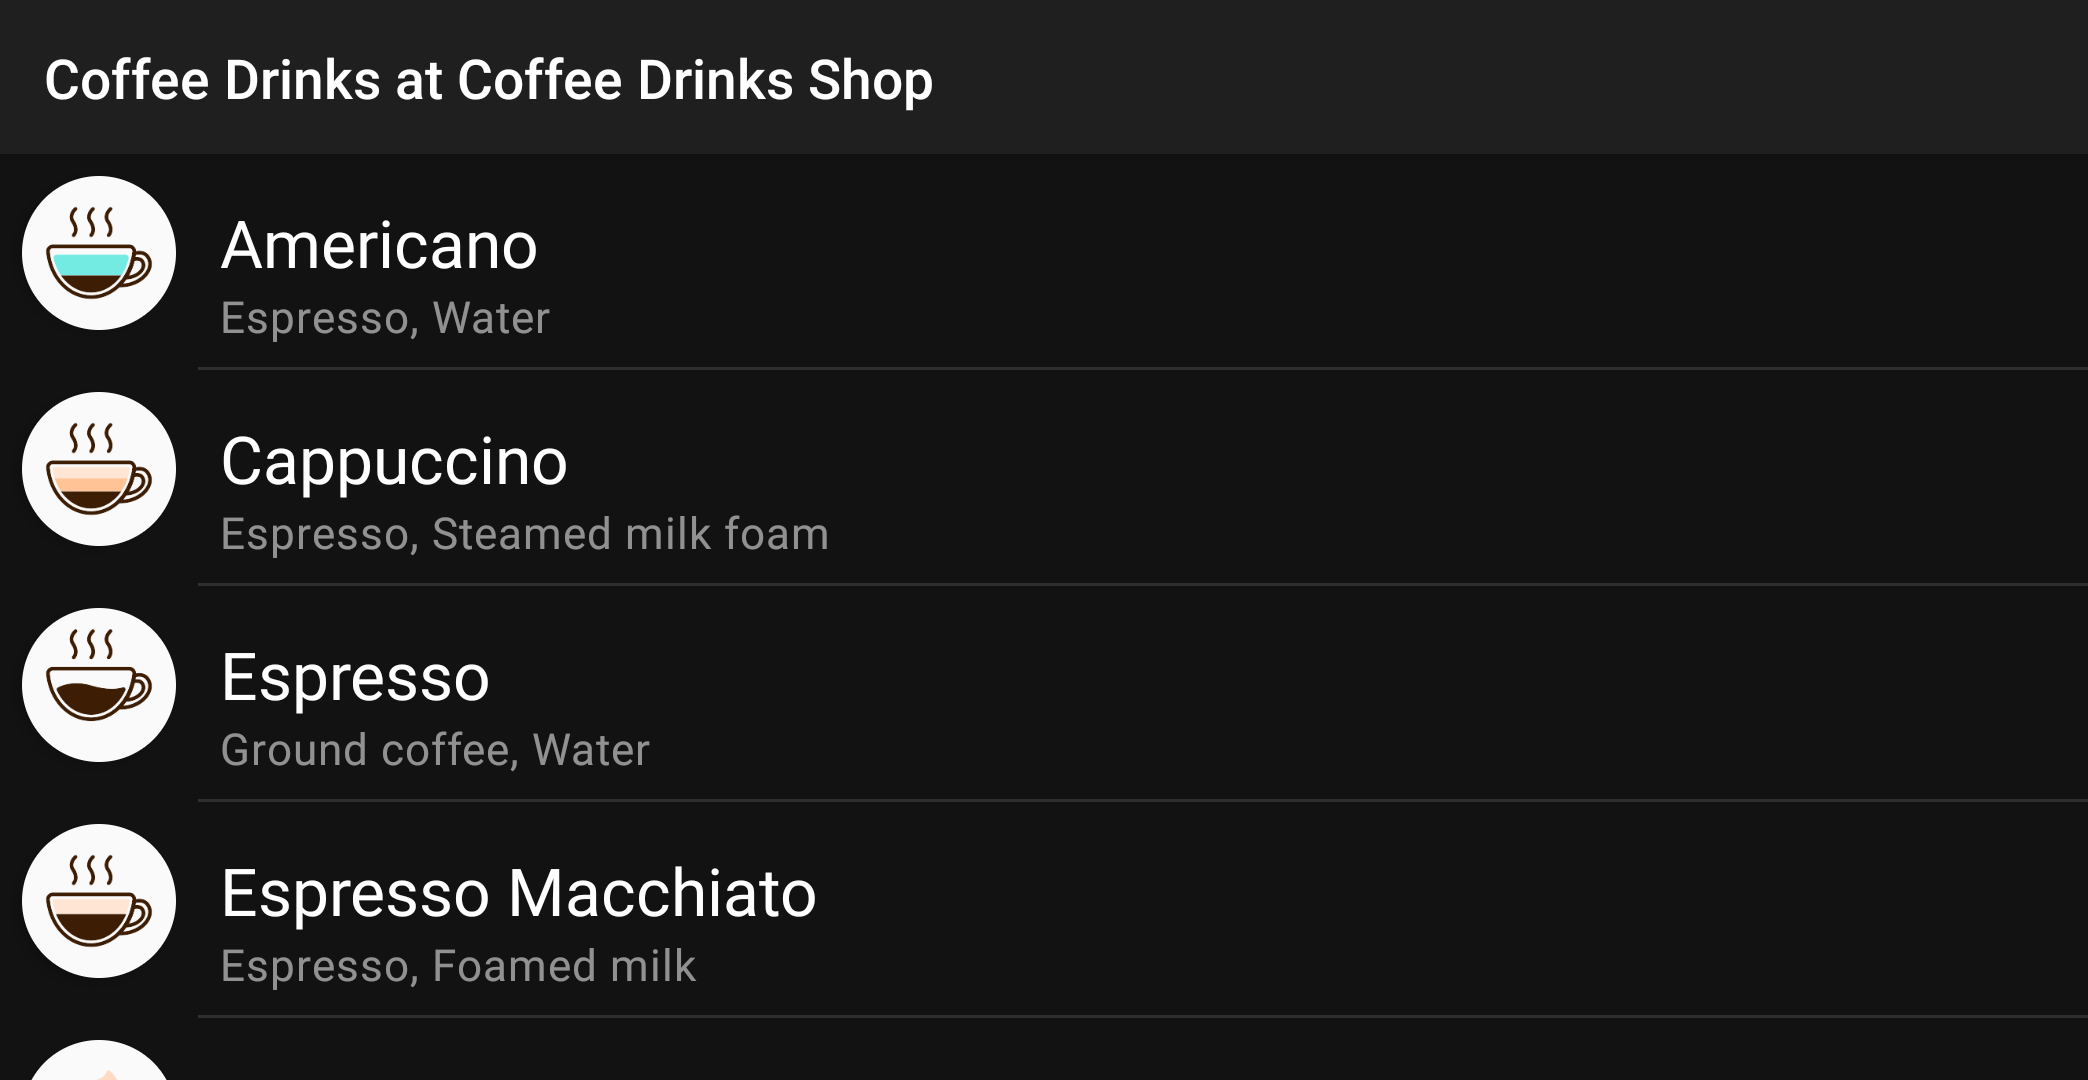 Coffee Drinks at Coffee Drinks Shop
Americano
Espresso, Water
Cappuccino
Espresso, Steamed milk foam
Espresso
Ground coffee, Water
Espresso Macchiato
Espresso, Foamed milk